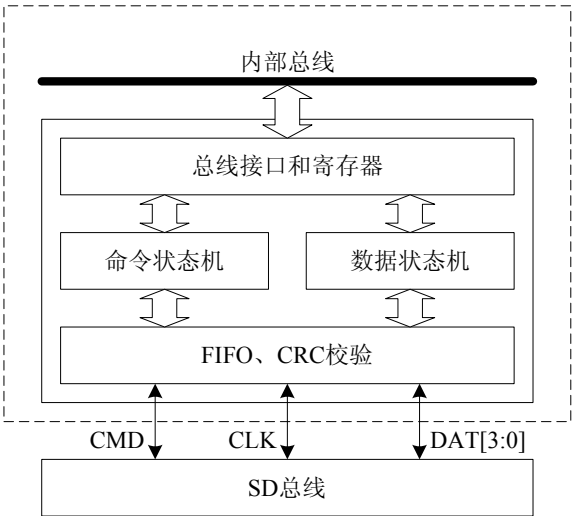 内部总线
总线接口和寄存器
命令状态机 数据状态机
FIFO、CRC校验
CMD CLK DAT[3:0]
SD总线